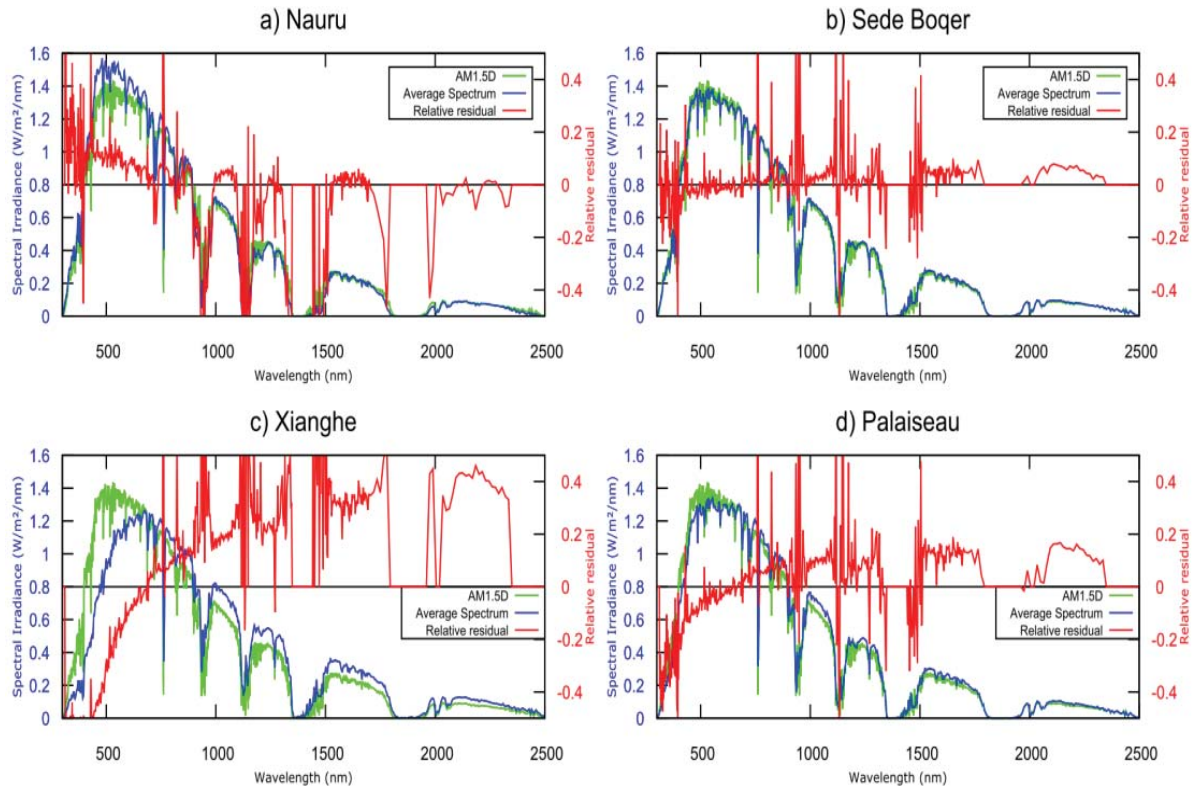 a) Nauru
Spectral Irradiance (W/m²/nm)
1.6
1.4
1.2
1
0.8
0.6
0.4
0.2
0
AM1.5D
Average Spectrum
Relative residual
0.4
0.2
0
-0.2
-0.4
Relative residual
500 1000 1500 2000 2500
Wavelength (nm)
b) Sede Boqer
Spectral Irradiance (W/m²/nm)
1.6
1.4
1.2
1
0.8
0.6
0.4
0.2
0
AM1.5D
Average Spectrum
Relative residual
0.4
0.2
0
-0.2
-0.4
Relative residual
500 1000 1500 2000 2500
Wavelength (nm)
c) Xianghe
Spectral Irradiance (W/m²/nm)
1.6
1.4
1.2
1
0.8
0.6
0.4
0.2
0
AM1.5D
Average Spectrum
Relative residual
0.4
0.2
0
-0.2
-0.4
Relative residual
500 1000 1500 2000 2500
Wavelength (nm)
d) Palaiseau
Spectral Irradiance (W/m²/nm)
1.6
1.4
1.2
1
0.8
0.6
0.4
0.2
0
AM1.5D
Average Spectrum
Relative residual
0.4
0.2
0
-0.2
-0.4
Relative residual
500 1000 1500 2000 2500
Wavelength (nm)